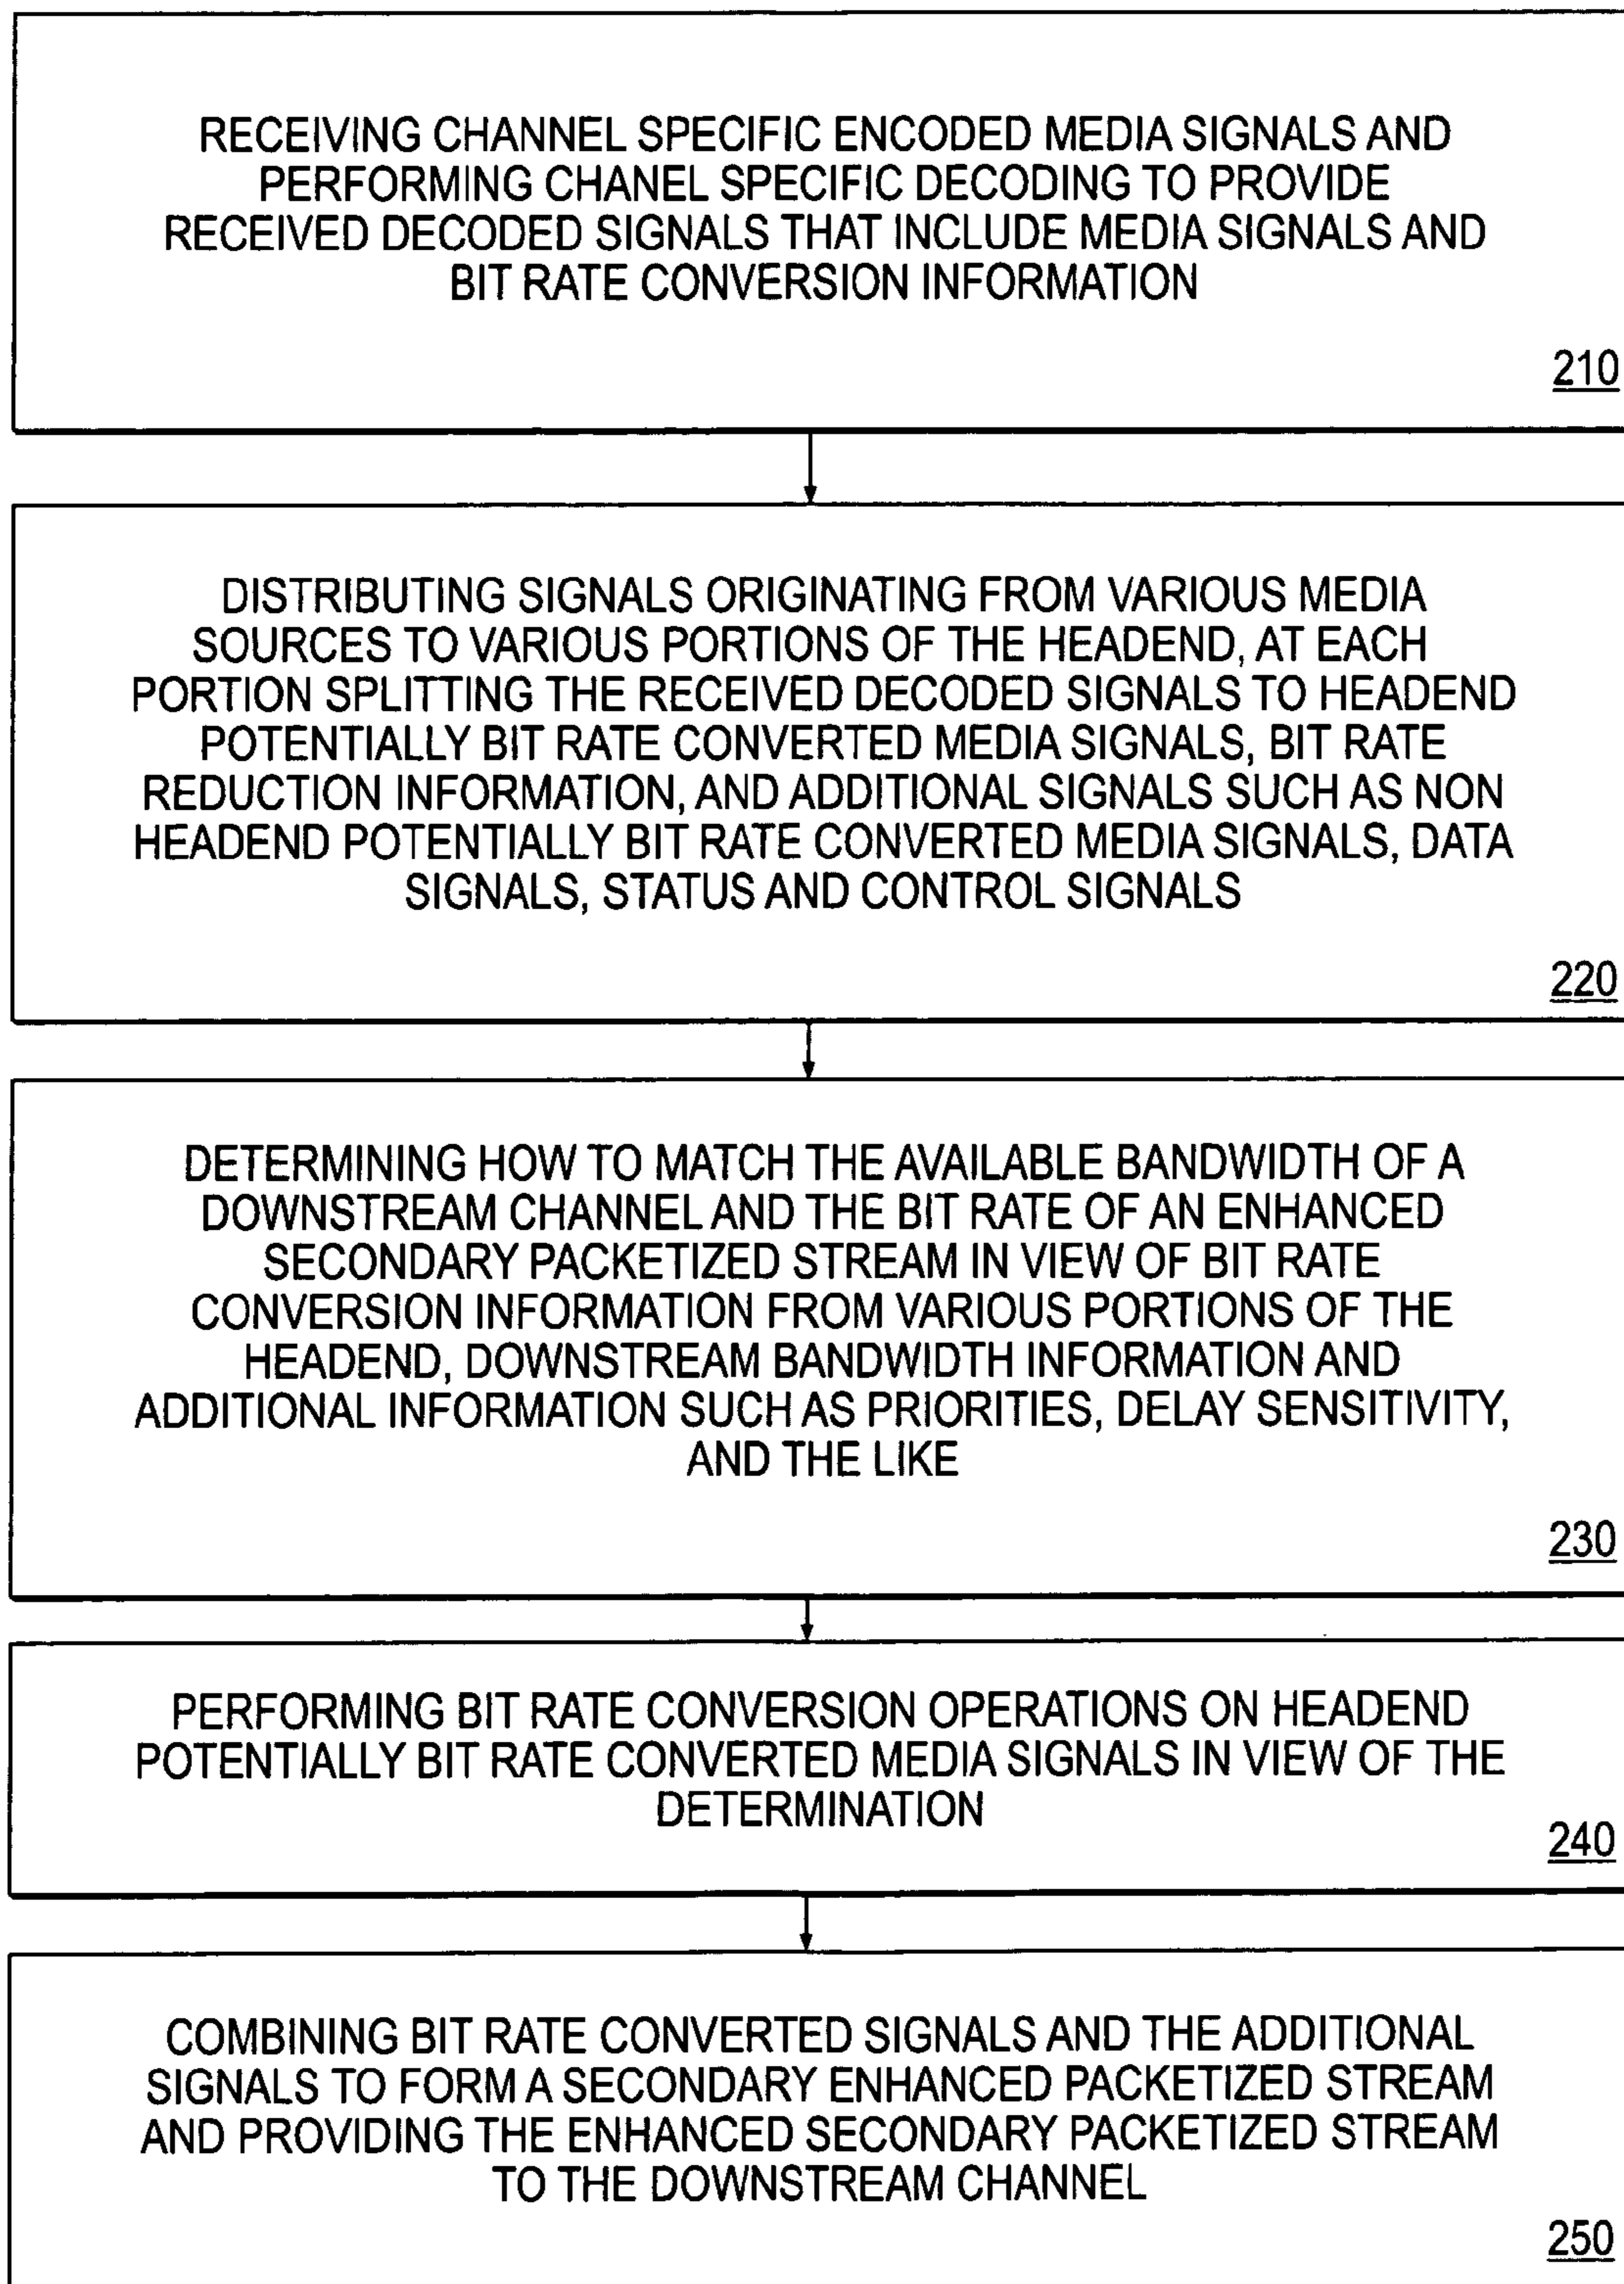 RECEIVING CHANNEL SPECIFIC ENCODED MEDIA SIGNALS AND
PERFORMING CHANEL SPECIFIC DECODING TO PROVIDE
RECEIVED DECODED SIGNALS THAT INCLUDE MEDIA SIGNALS AND
BIT RATE CONVERSION INFORMATION
210
DISTRIBUTING SIGNALS ORIGINATING FROM VARIOUS MEDIA
SOURCES TO VARIOUS PORTIONS OF THE HEADEND, AT EACH
PORTION SPLITTING THE RECEIVED DECODED SIGNALS TO HEADEND
POTENTIALLY BIT RATE CONVERTED MEDIA SIGNALS, BIT RATE
REDUCTION INFORMATION, AND ADDITIONAL SIGNALS SUCH AS NON
HEADEND POTENTIALLY BIT RATE CONVERTED MEDIA SIGNALS, DATA
SIGNALS, STATUS AND CONTROL SIGNALS
220
DETERMINING HOW TO MATCH THE AVAILABLE BANDWIDTH OF A
DOWNSTREAM CHANNEL AND THE BIT RATE OF AN ENHANCED
SECONDARY PACKETIZED STREAM IN VIEW OF BIT RATE
CONVERSION INFORMATION FROM VARIOUS PORTIONS OF THE
HEADEND, DOWNSTREAM BANDWIDTH INFORMATION AND
ADDITIONAL INFORMATION SUCH AS PRIORITIES, DELAY SENSITIVITY,
AND THE LIKE
230
PERFORMING BIT RATE CONVERSION OPERATIONS ON HEADEND
POTENTIALLY BIT RATE CONVERTED MEDIA SIGNALS IN VIEW OF THE
DETERMINATION
240
COMBINING BIT RATE CONVERTED SIGNALS AND THE ADDITIONAL
SIGNALS TO FORM A SECONDARY ENHANCED PACKETIZED STREAM
AND PROVIDING THE ENHANCED SECONDARY PACKETIZED STREAM
TO THE DOWNSTREAM CHANNEL
250